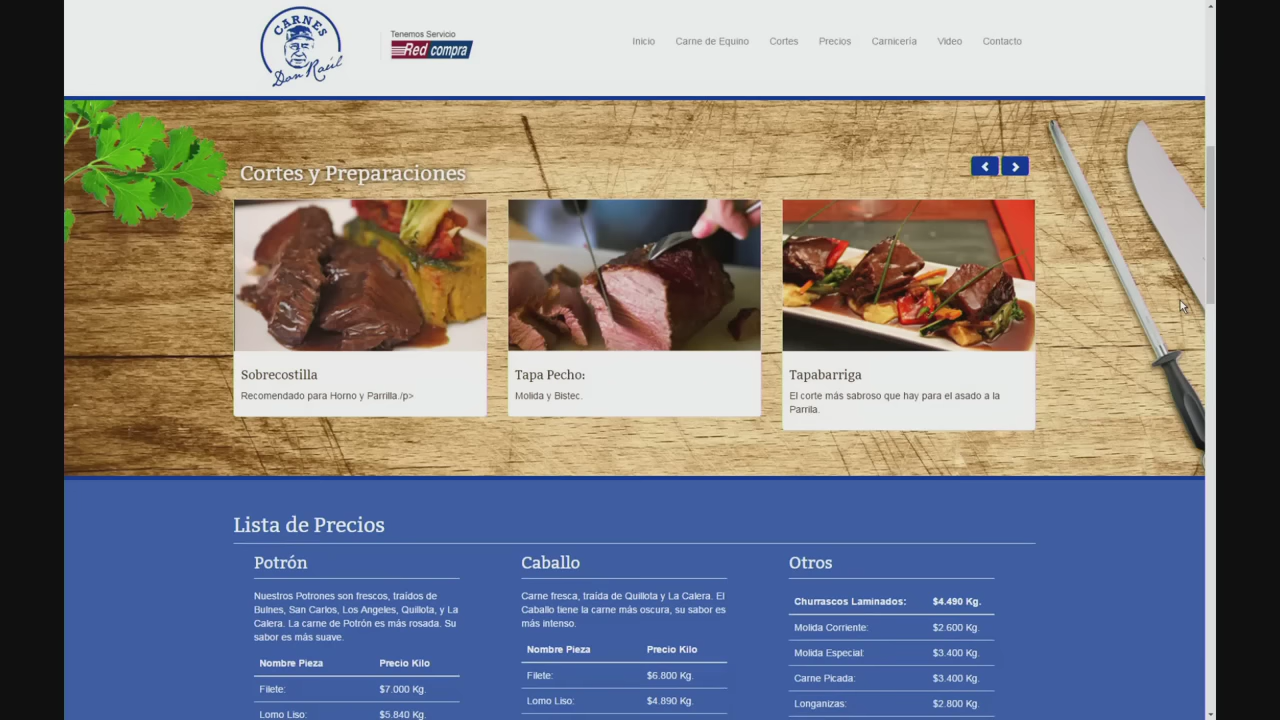 CARNES
Don Raúl
Tenemos Servicio
Redcompra
Inicio
Carne de Equino
Cortes
Precios
Carnicería
Video
Contacto
Cortes y Preparaciones
Sobrecostilla
Recomendado para Horno y Parrilla./p>
Tapa Pecho:
Molida y Bistec.
Tapabarriga
El corte más sabroso que hay para el asado a la
Parrila.
Lista de Precios
Potrón
Nuestros Potrones son frescos, traídos de
Bulnes, San Carlos, Los Angeles, Quillota, y La
Calera. La carne de Potrón es más rosada. Su
sabor es más suave.
Nombre Pieza Precio Kilo
Filete: $7.000 Kg.
Lomo Liso: $5.840 Kg.
Caballo
Carne fresca, traída de Quillota y La Calera. El
Caballo tiene la carne más oscura, su sabor es
más intenso.
Nombre Pieza Precio Kilo
Filete: $6.800 Kg.
Lomo Liso: $4.890 Kg.
Otros
Churrascos Laminados: $4.490 Kg.
Molida Corriente: $2.600 Kg.
Molida Especial: $3.400 Kg.
Carne Picada: $3.400 Kg.
Longanizas: $2.800 Kg.